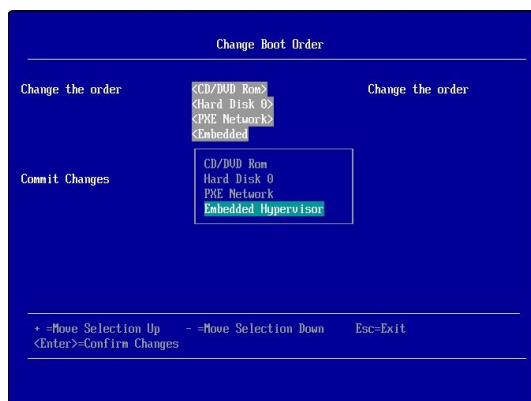 Change Boot Order
Change the order <CD/DVD Rom> Change the order
<Hard Disk 0>
<PXE Network>
<Embedded
Commit Changes
CD/DVD Rom
Hard Disk 0
PXE Network
Embedded Hypervisor
+ =Move Selection Up - =Move Selection Down Esc=Exit
<Enter>=Confirm Changes